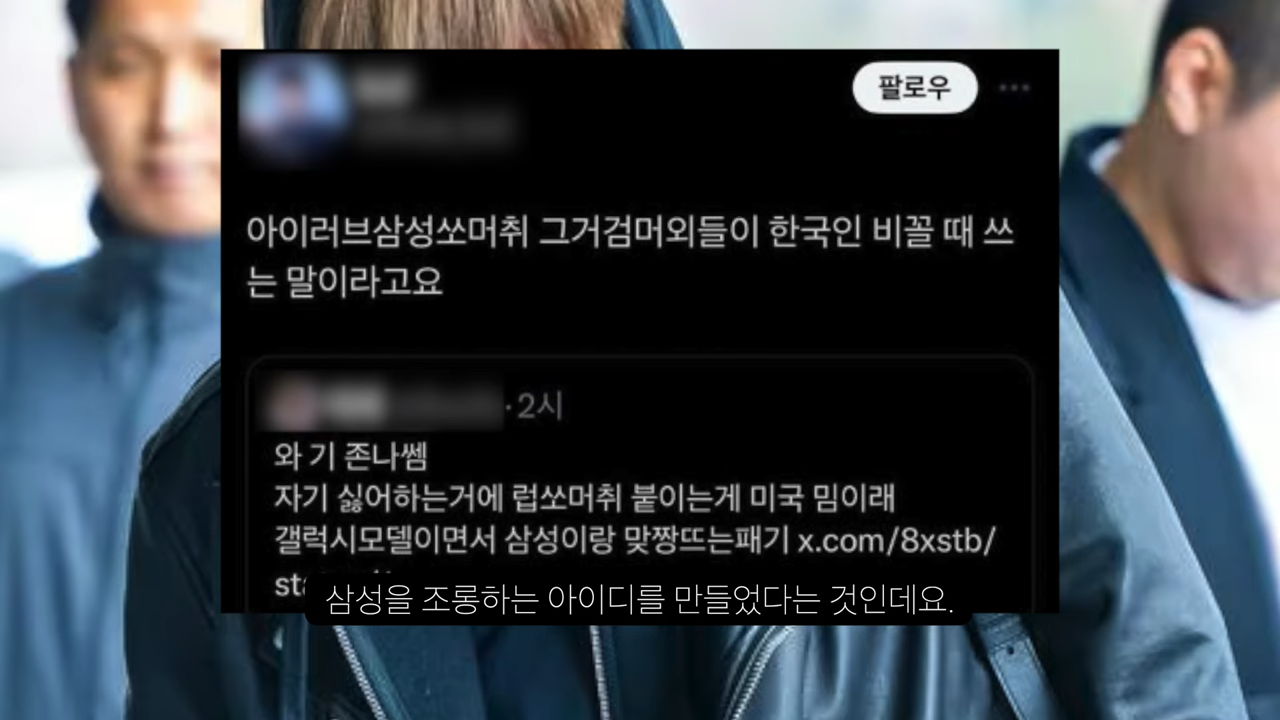 팔로우
아이러브삼성쏘머취 그거검머외들이 한국인 비꼴 때 쓰
는 말이라고요
· 2시
와 기 존나쎔
자기 싫어하는거에 럽쏘머취 붙이는게 미국 밈이래
갤럭시모델이면서 삼성이랑 맞짱뜨는패기 x.com/8xstb/
삼성을 조롱하는 아이디를 만들었다는 것인데요.